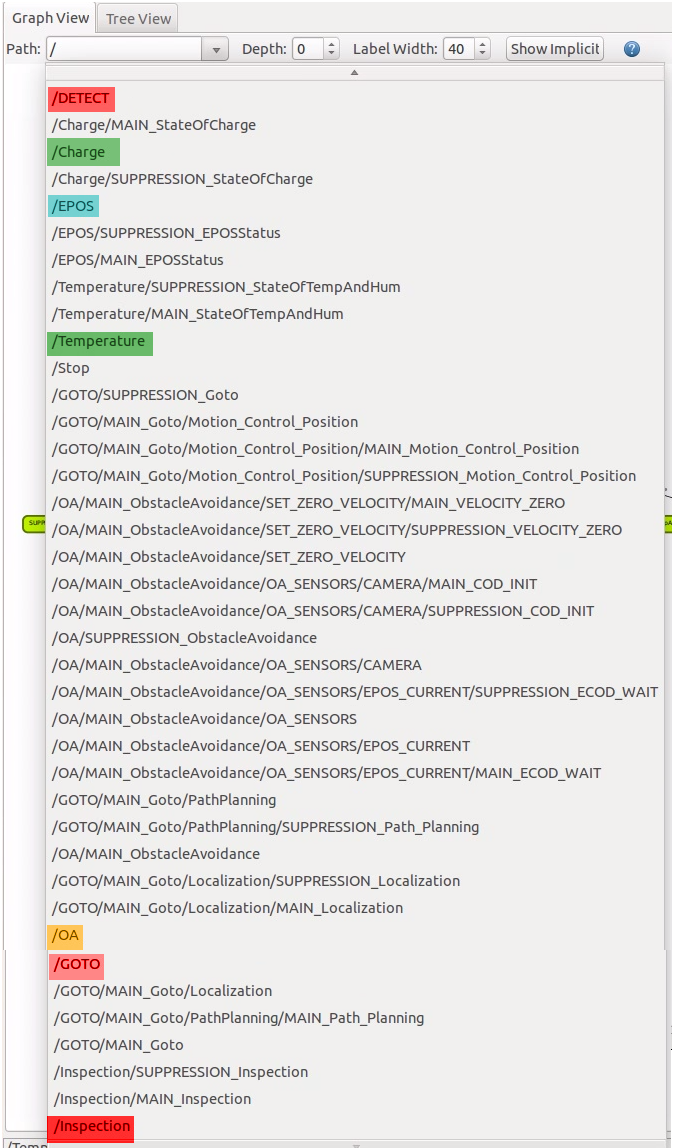 Graph View Tree View
Path: / Depth: 0 Label Width: 40 Show Implicit ?
/DETECT
/Charge/MAIN_StateOfCharge
/Charge
/Charge/SUPPRESSION_StateOfCharge
/EPOS
/EPOS/SUPPRESSION_EPOSStatus
/EPOS/MAIN_EPOSStatus
/Temperature/SUPPRESSION_StateOfTempAndHum
/Temperature/MAIN_StateOfTempAndHum
/Temperature
/Stop
/GOTO/SUPPRESSION_Goto
/GOTO/MAIN_Goto/Motion_Control_Position
/GOTO/MAIN_Goto/Motion_Control_Position/MAIN_Motion_Control_Position
/GOTO/MAIN_Goto/Motion_Control_Position/SUPPRESSION_Motion_Control_Position
/OA/MAIN_ObstacleAvoidance/SET_ZERO_VELOCITY/MAIN_VELOCITY_ZERO
/OA/MAIN_ObstacleAvoidance/SET_ZERO_VELOCITY/SUPPRESSION_VELOCITY_ZERO
/OA/MAIN_ObstacleAvoidance/SET_ZERO_VELOCITY
/OA/MAIN_ObstacleAvoidance/OA_SENSORS/CAMERA/MAIN_COD_INIT
/OA/MAIN_ObstacleAvoidance/OA_SENSORS/CAMERA/SUPPRESSION_COD_INIT
/OA/SUPPRESSION_ObstacleAvoidance
/OA/MAIN_ObstacleAvoidance/OA_SENSORS/CAMERA
/OA/MAIN_ObstacleAvoidance/OA_SENSORS/EPOS_CURRENT/SUPPRESSION_ECOD_WAIT
/OA/MAIN_ObstacleAvoidance/OA_SENSORS
/OA/MAIN_ObstacleAvoidance/OA_SENSORS/EPOS_CURRENT
/OA/MAIN_ObstacleAvoidance/OA_SENSORS/EPOS_CURRENT/MAIN_ECOD_WAIT
/GOTO/MAIN_Goto/PathPlanning
/GOTO/MAIN_Goto/PathPlanning/SUPPRESSION_Path_Planning
/OA/MAIN_ObstacleAvoidance
/GOTO/MAIN_Goto/Localization/SUPPRESSION_Localization
/GOTO/MAIN_Goto/Localization/MAIN_Localization
/OA
/GOTO
/GOTO/MAIN_Goto/Localization
/GOTO/MAIN_Goto/PathPlanning/MAIN_Path_Planning
/GOTO/MAIN_Goto
/Inspection/SUPPRESSION_Inspection
/Inspection/MAIN_Inspection
/Inspection